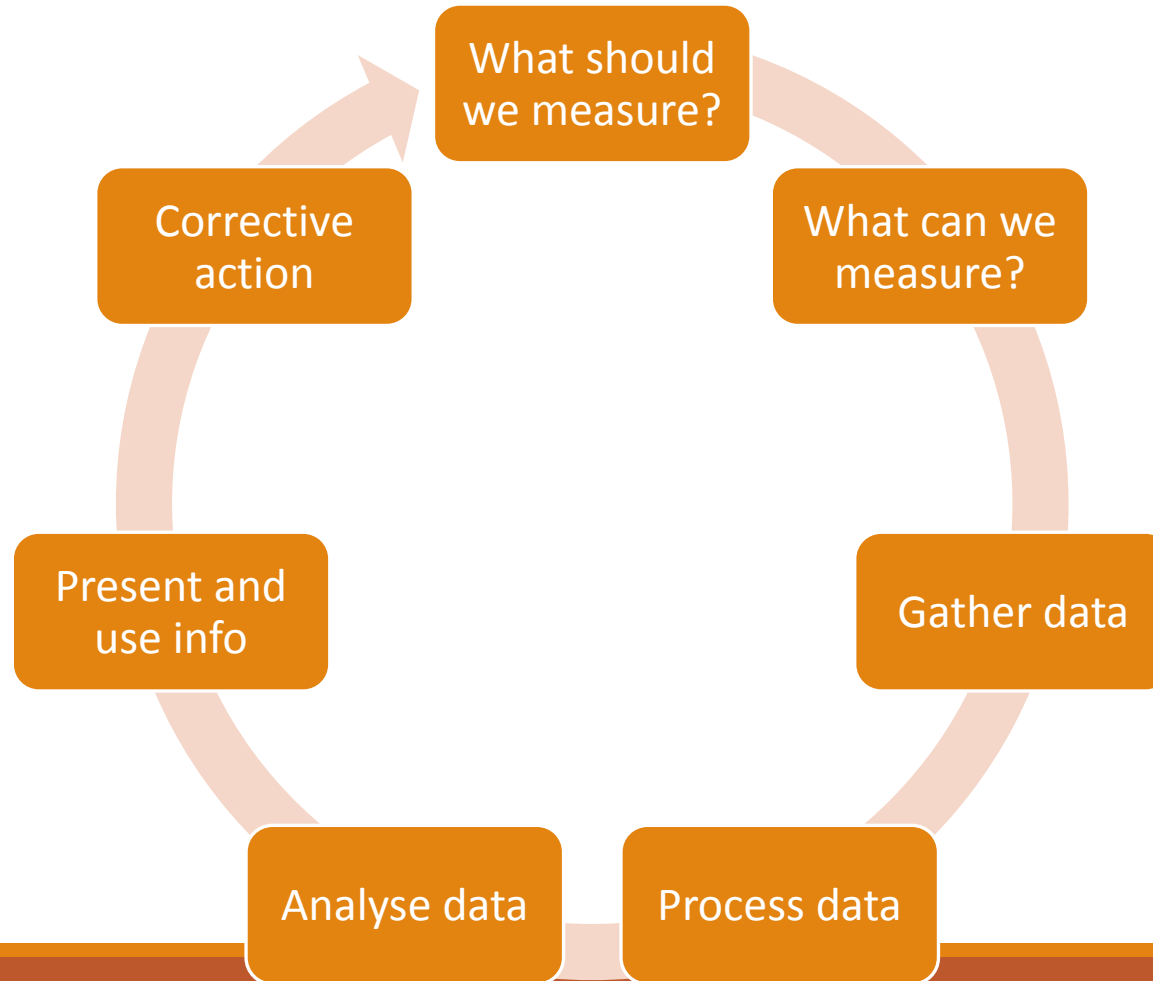 What should
we measure?
What can we
measure?
Gather data
Process data
Analyse data
Present and
use info
Corrective
action